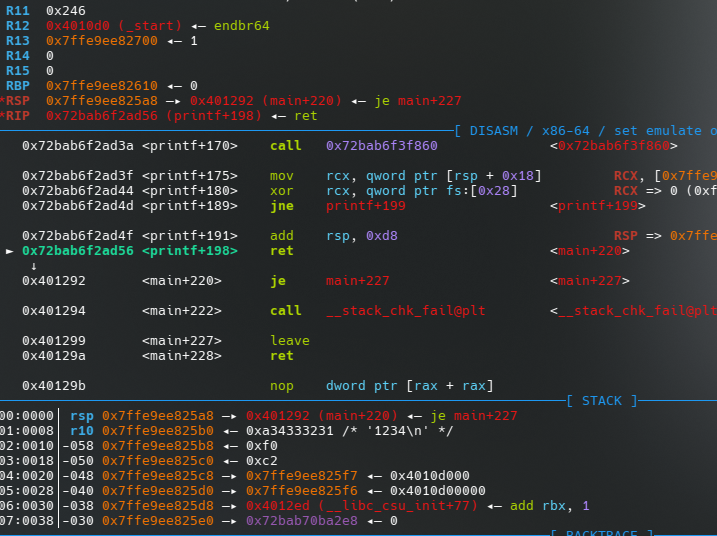 R11 0x246
R12 0x4010d0 (_start) ◂— endbr64
R13 0x7ffe9ee82700 ◂— 1
R14 0
R15 0
RBP 0x7ffe9ee82610 ◂— 0
*RSP 0x7ffe9ee825a8 —▸ 0x401292 (main+220) ◂— je main+227
*RIP 0x72bab6f2ad56 (printf+198) ◂— ret
[ DISASM / x86-64 / set emulate o
0x72bab6f2ad3a <printf+170> call 0x72bab6f3f860 <0x72bab6f3f860>
0x72bab6f2ad3f <printf+175> mov rcx, qword ptr [rsp + 0x18] RCX, [0x7ffe9
0x72bab6f2ad44 <printf+180> xor rcx, qword ptr fs:[0x28] RCX => 0 (0xf
0x72bab6f2ad4d <printf+189> jne printf+199 <printf+199>
0x72bab6f2ad4f <printf+191> add rsp, 0xd8 RSP => 0x7ffe
► 0x72bab6f2ad56 <printf+198> ret <main+220>
↓
0x401292 <main+220> je main+227 <main+227>
0x401294 <main+222> call __stack_chk_fail@plt <__stack_chk_fail@plt
0x401299 <main+227> leave
0x40129a <main+228> ret
0x40129b nop dword ptr [rax + rax]
[ STACK ]
00:0000│ rsp 0x7ffe9ee825a8 —▸ 0x401292 (main+220) ◂— je main+227
01:0008│ r10 0x7ffe9ee825b0 ◂— 0xa34333231 /* '1234\n' */
02:0010│-058 0x7ffe9ee825b8 ◂— 0xf0
03:0018│-050 0x7ffe9ee825c0 ◂— 0xc2
04:0020│-048 0x7ffe9ee825c8 —▸ 0x7ffe9ee825f7 ◂— 0x4010d000
05:0028│-040 0x7ffe9ee825d0 —▸ 0x7ffe9ee825f6 ◂— 0x4010d00000
06:0030│-038 0x7ffe9ee825d8 —▸ 0x4012ed (__libc_csu_init+77) ◂— add rbx, 1
07:0038│-030 0x7ffe9ee825e0 —▸ 0x72bab70ba2e8 ◂— 0
[ BACKTRACE ]